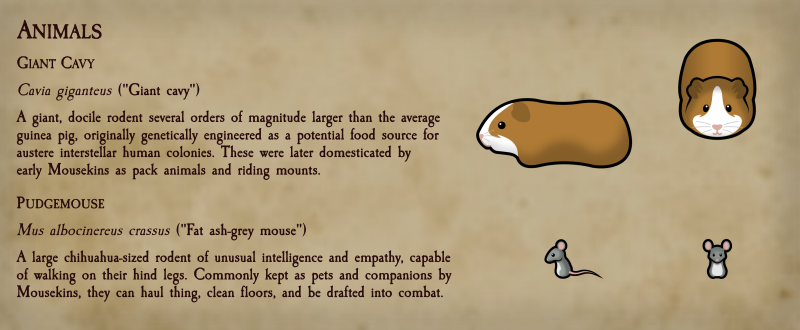 ANIMALS
GIANT CAVY
Cavia giganteus ("Giant cavy")
A giant, docile rodent several orders of magnitude larger than the average
guinea pig, originally genetically engineered as a potential food source for
austere interstellar human colonies. These were later domesticated by
early Mousekins as pack animals and riding mounts.
PUDGEMOUSE
Mus albocinereus crassus ("Fat ash-grey mouse")
A large chihuahua-sized rodent of unusual intelligence and empathy, capable
of walking on their hind legs. Commonly kept as pets and companions by
Mousekins, they can haul thing, clean floors, and be drafted into combat.